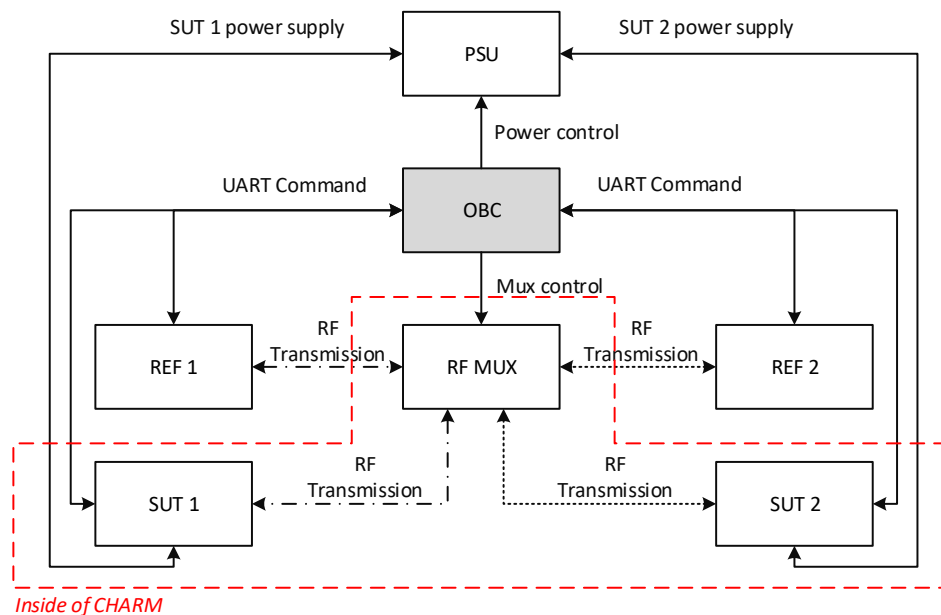 SUT 1 power supply
SUT 2 power supply
PSU
Power control
UART Command
UART Command
OBC
Mux control
RF
Transmission
RF
Transmission
REF 1
RF MUX
REF 2
RF
Transmission
RF
Transmission
SUT 1
SUT 2
Inside of CHARM